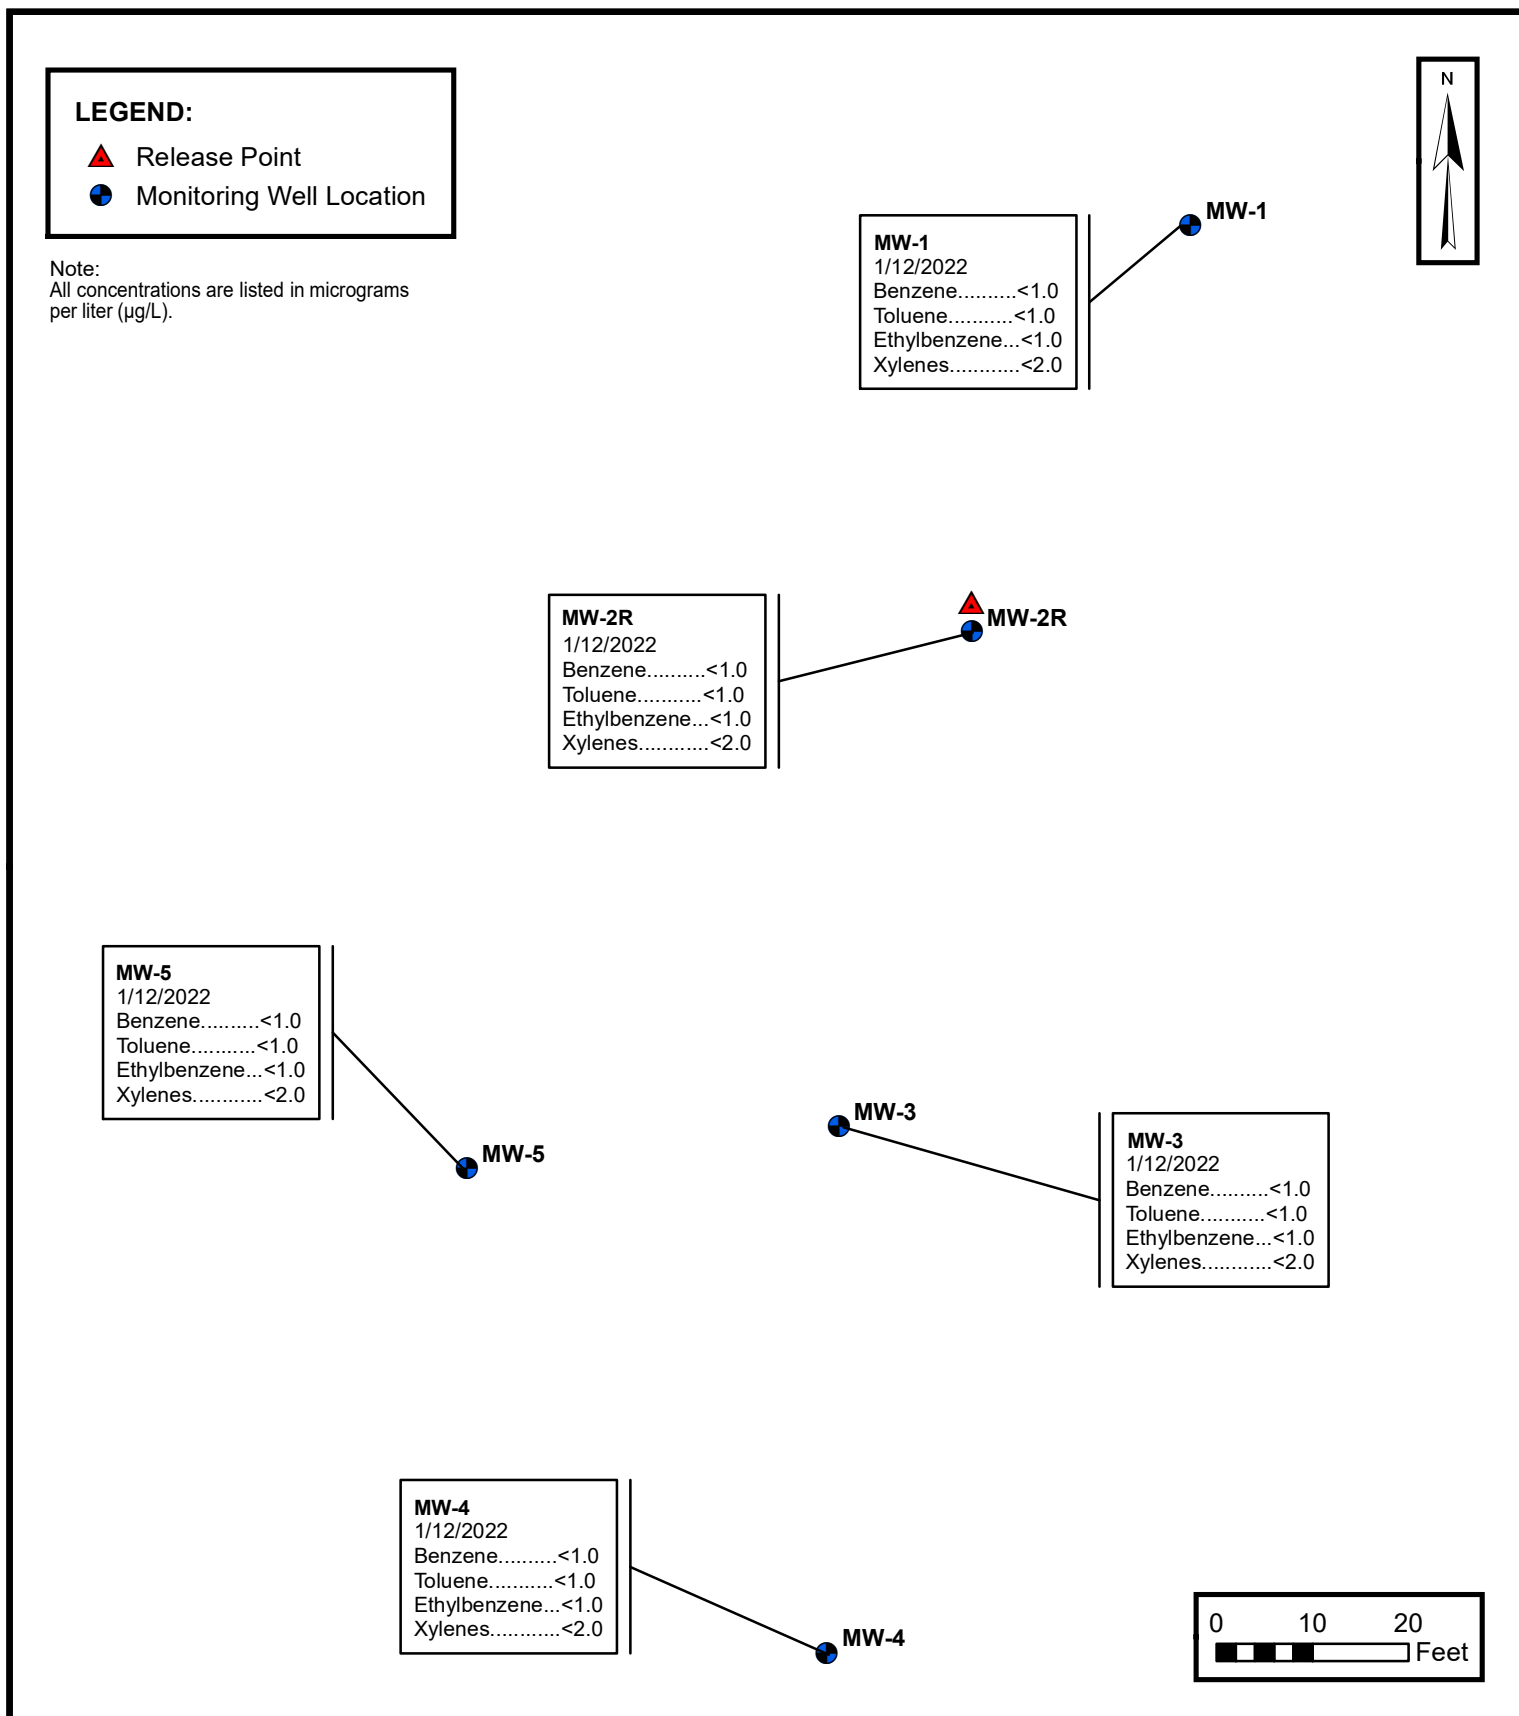 LEGEND:
Release Point
Monitoring Well Location
Note:
All concentrations are listed in micrograms
per liter (µg/L).
N
MW-1
MW-1
1/12/2022
Benzene..........<1.0
Toluene...........<1.0
Ethylbenzene...<1.0
Xylenes............<2.0
MW-2R
MW-2R
1/12/2022
Benzene..........<1.0
Toluene...........<1.0
Ethylbenzene...<1.0
Xylenes............<2.0
MW-5
1/12/2022
Benzene..........<1.0
Toluene...........<1.0
Ethylbenzene...<1.0
Xylenes............<2.0
MW-5
MW-3
MW-3
1/12/2022
Benzene..........<1.0
Toluene...........<1.0
Ethylbenzene...<1.0
Xylenes............<2.0
MW-4
1/12/2022
Benzene..........<1.0
Toluene...........<1.0
Ethylbenzene...<1.0
Xylenes............<2.0
MW-4
0 10 20
Feet